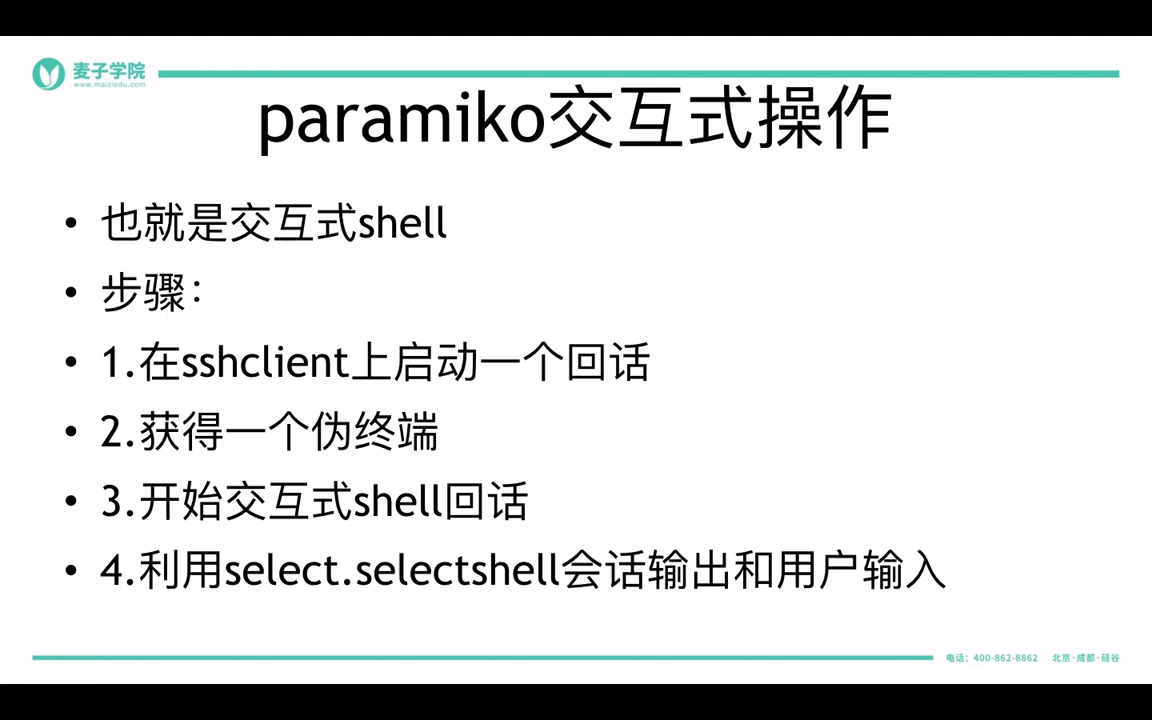 麦子学院
www.maiziedu.com
paramiko交互式操作
• 也就是交互式shell
• 步骤：
• 1.在sshclient上启动一个回话
• 2.获得一个伪终端
• 3.开始交互式shell回话
• 4.利用select.selectshell会话输出和用户输入
电话：400-862-8862 北京·成都·硅谷